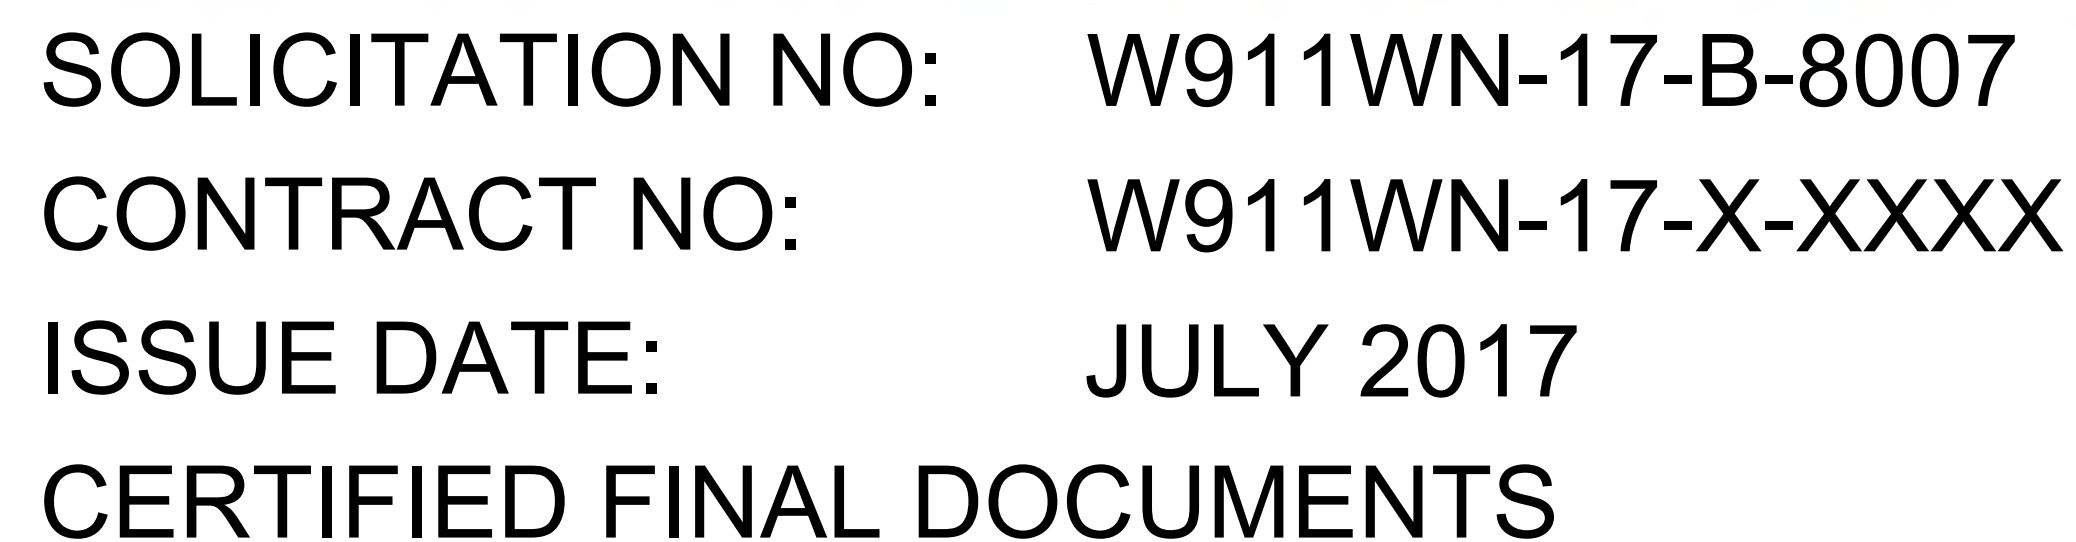 SOLICITATION NO: W911WN-17-B-8007
CONTRACT NO: W911WN-17-X-XXXX
ISSUE DATE: JULY 2017
CERTIFIED FINAL DOCUMENTS